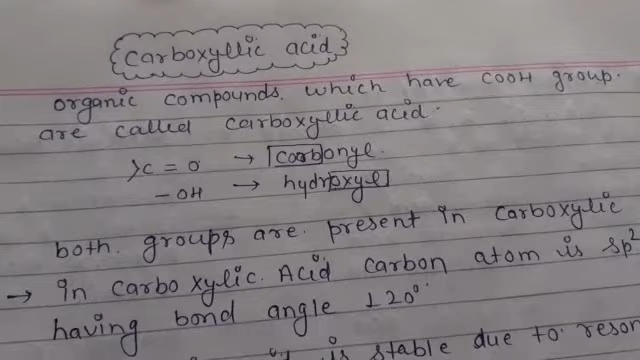 Carboxyllic acid
organic compounds. which have COOH group.
are called carboxyllic acid.
>C = O → carbonyl.
- OH → hydroxyl
both. groups are. present in carboxylic
→ In carboxylic. Acid carbon atom is sp²
having bond angle 120°.
is stable due to. reson